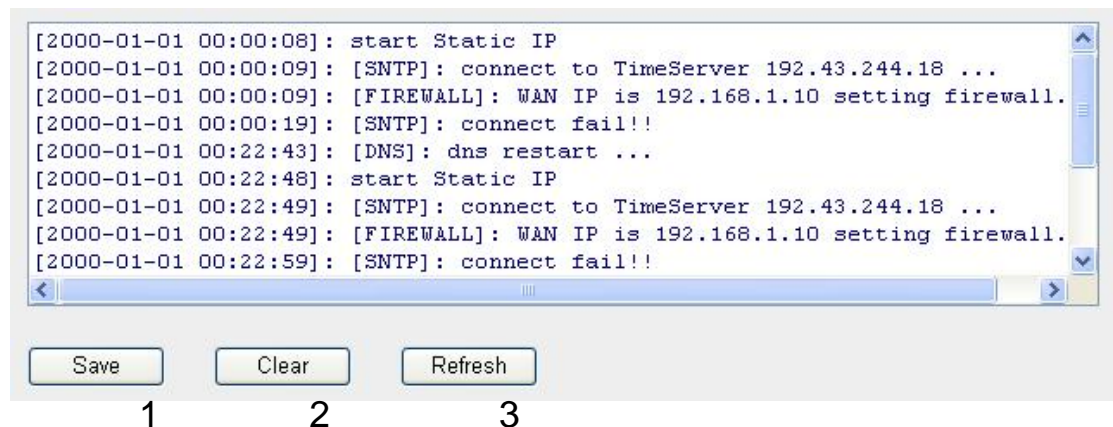 [2000-01-01 00:00:08]: start Static IP
[2000-01-01 00:00:09]: [SNTP]: connect to TimeServer 192.43.244.18 ...
[2000-01-01 00:00:09]: [FIREWALL]: WAN IP is 192.168.1.10 setting firewall.
[2000-01-01 00:00:19]: [SNTP]: connect fail!!
[2000-01-01 00:22:43]: [DNS]: dns restart ...
[2000-01-01 00:22:48]: start Static IP
[2000-01-01 00:22:49]: [SNTP]: connect to TimeServer 192.43.244.18 ...
[2000-01-01 00:22:49]: [FIREWALL]: WAN IP is 192.168.1.10 setting firewall.
[2000-01-01 00:22:59]: [SNTP]: connect fail!!
Save Clear Refresh
1 2 3